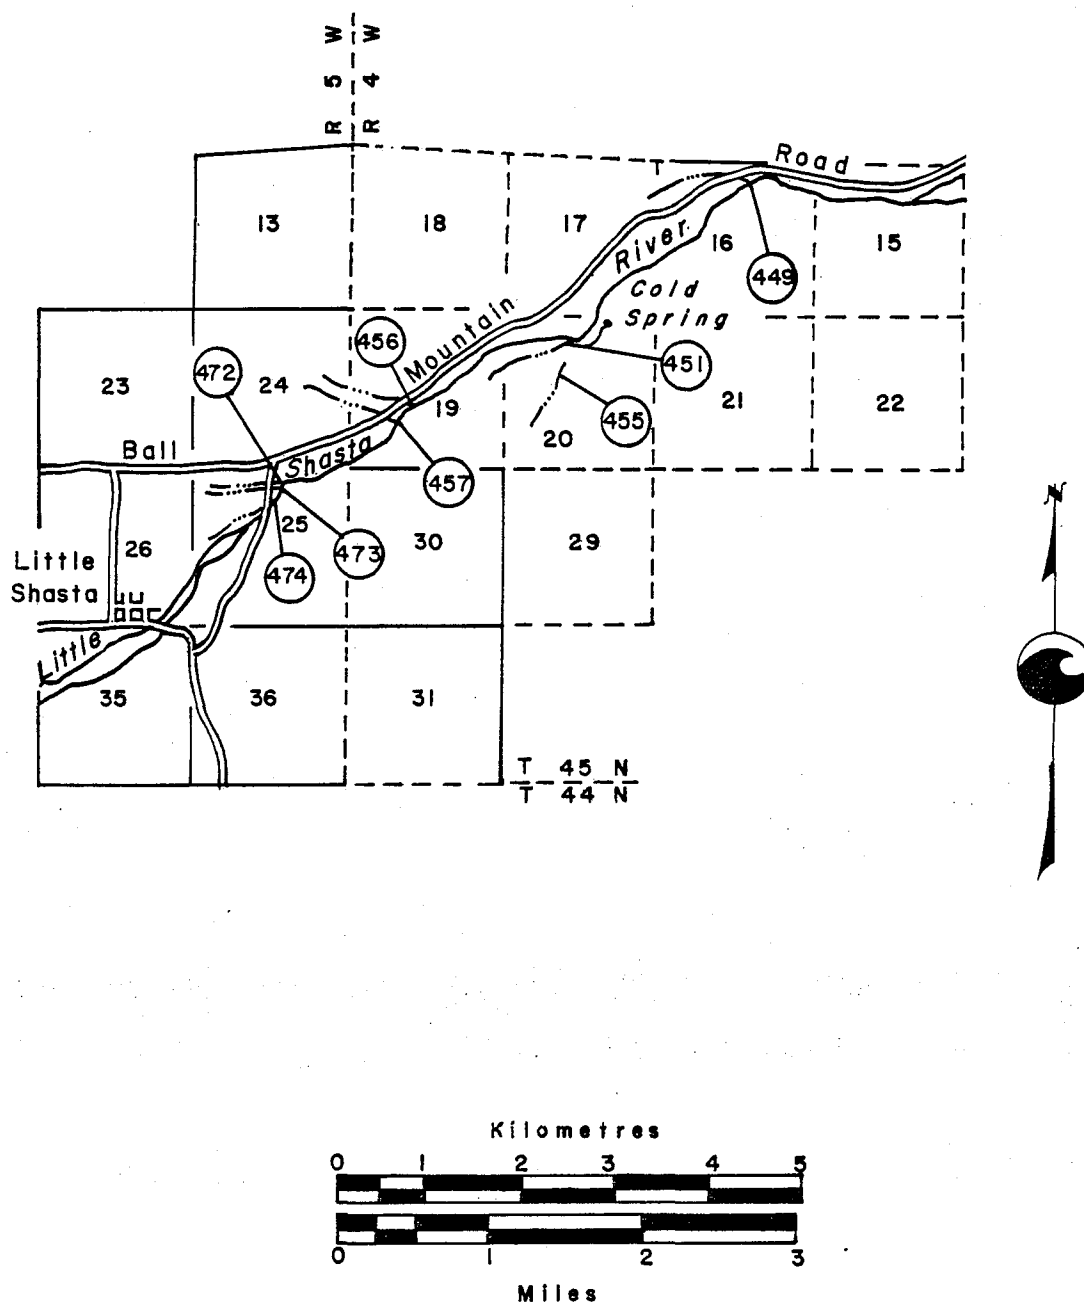 R 5 W
R 4 W
Road
13
18
17
16
15
River
449
Cold
Spring
Mountain
456
472
451
23
24
19
21
22
455
20
Ball
Shasta
457
25
473
30
29
26
474
Little
Shasta
Little
35
36
31
T 45 N
T 44 N
N
Kilometres
0 1 2 3 4 5
0 1 2 3
Miles